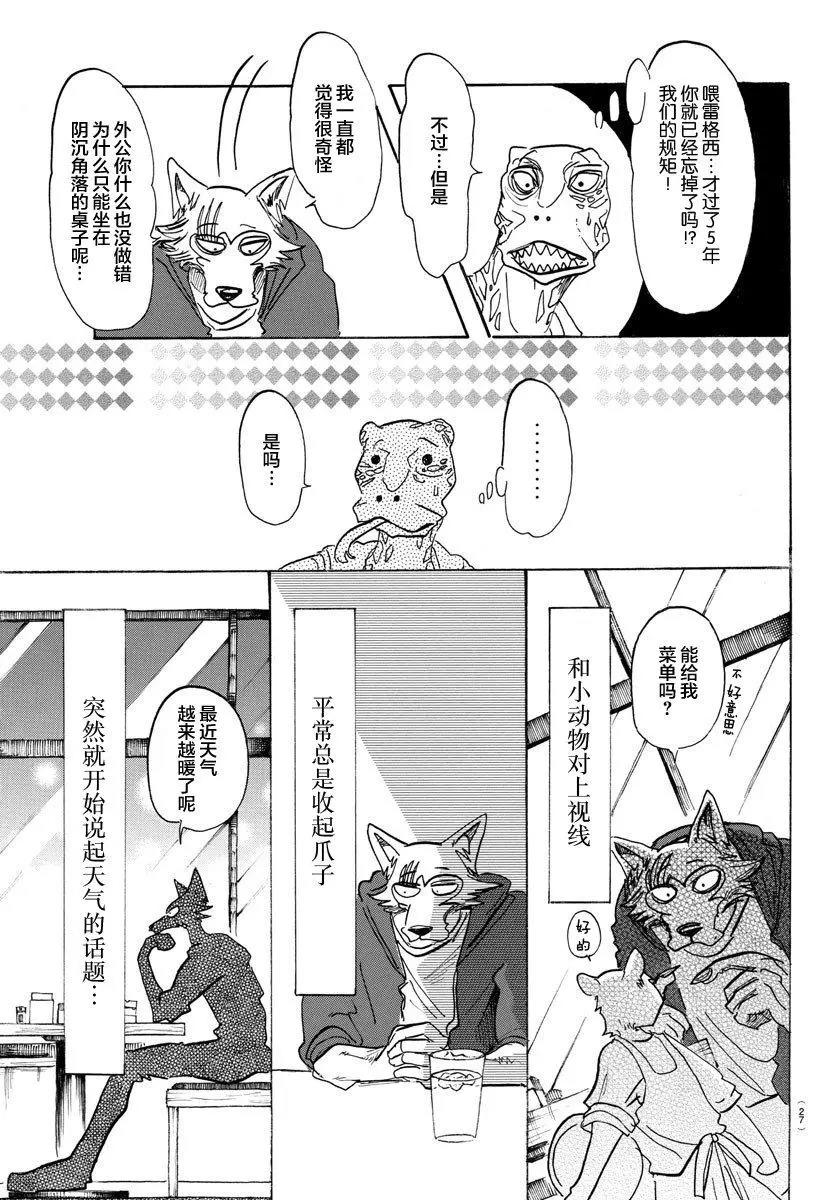 喂雷格西…才过了5年
你就已经忘掉了吗!?
我们的规矩！
不过…但是
我一直都
觉得很奇怪
外公你什么也没做错
为什么只能坐在
阴沉角落的桌子呢…
………
是吗…
能给我
菜单吗？
不好意思
好的
和小动物对上视线
平常总是收起爪子
最近天气
越来越暖了呢
突然就开始说起天气的话题…
(27)